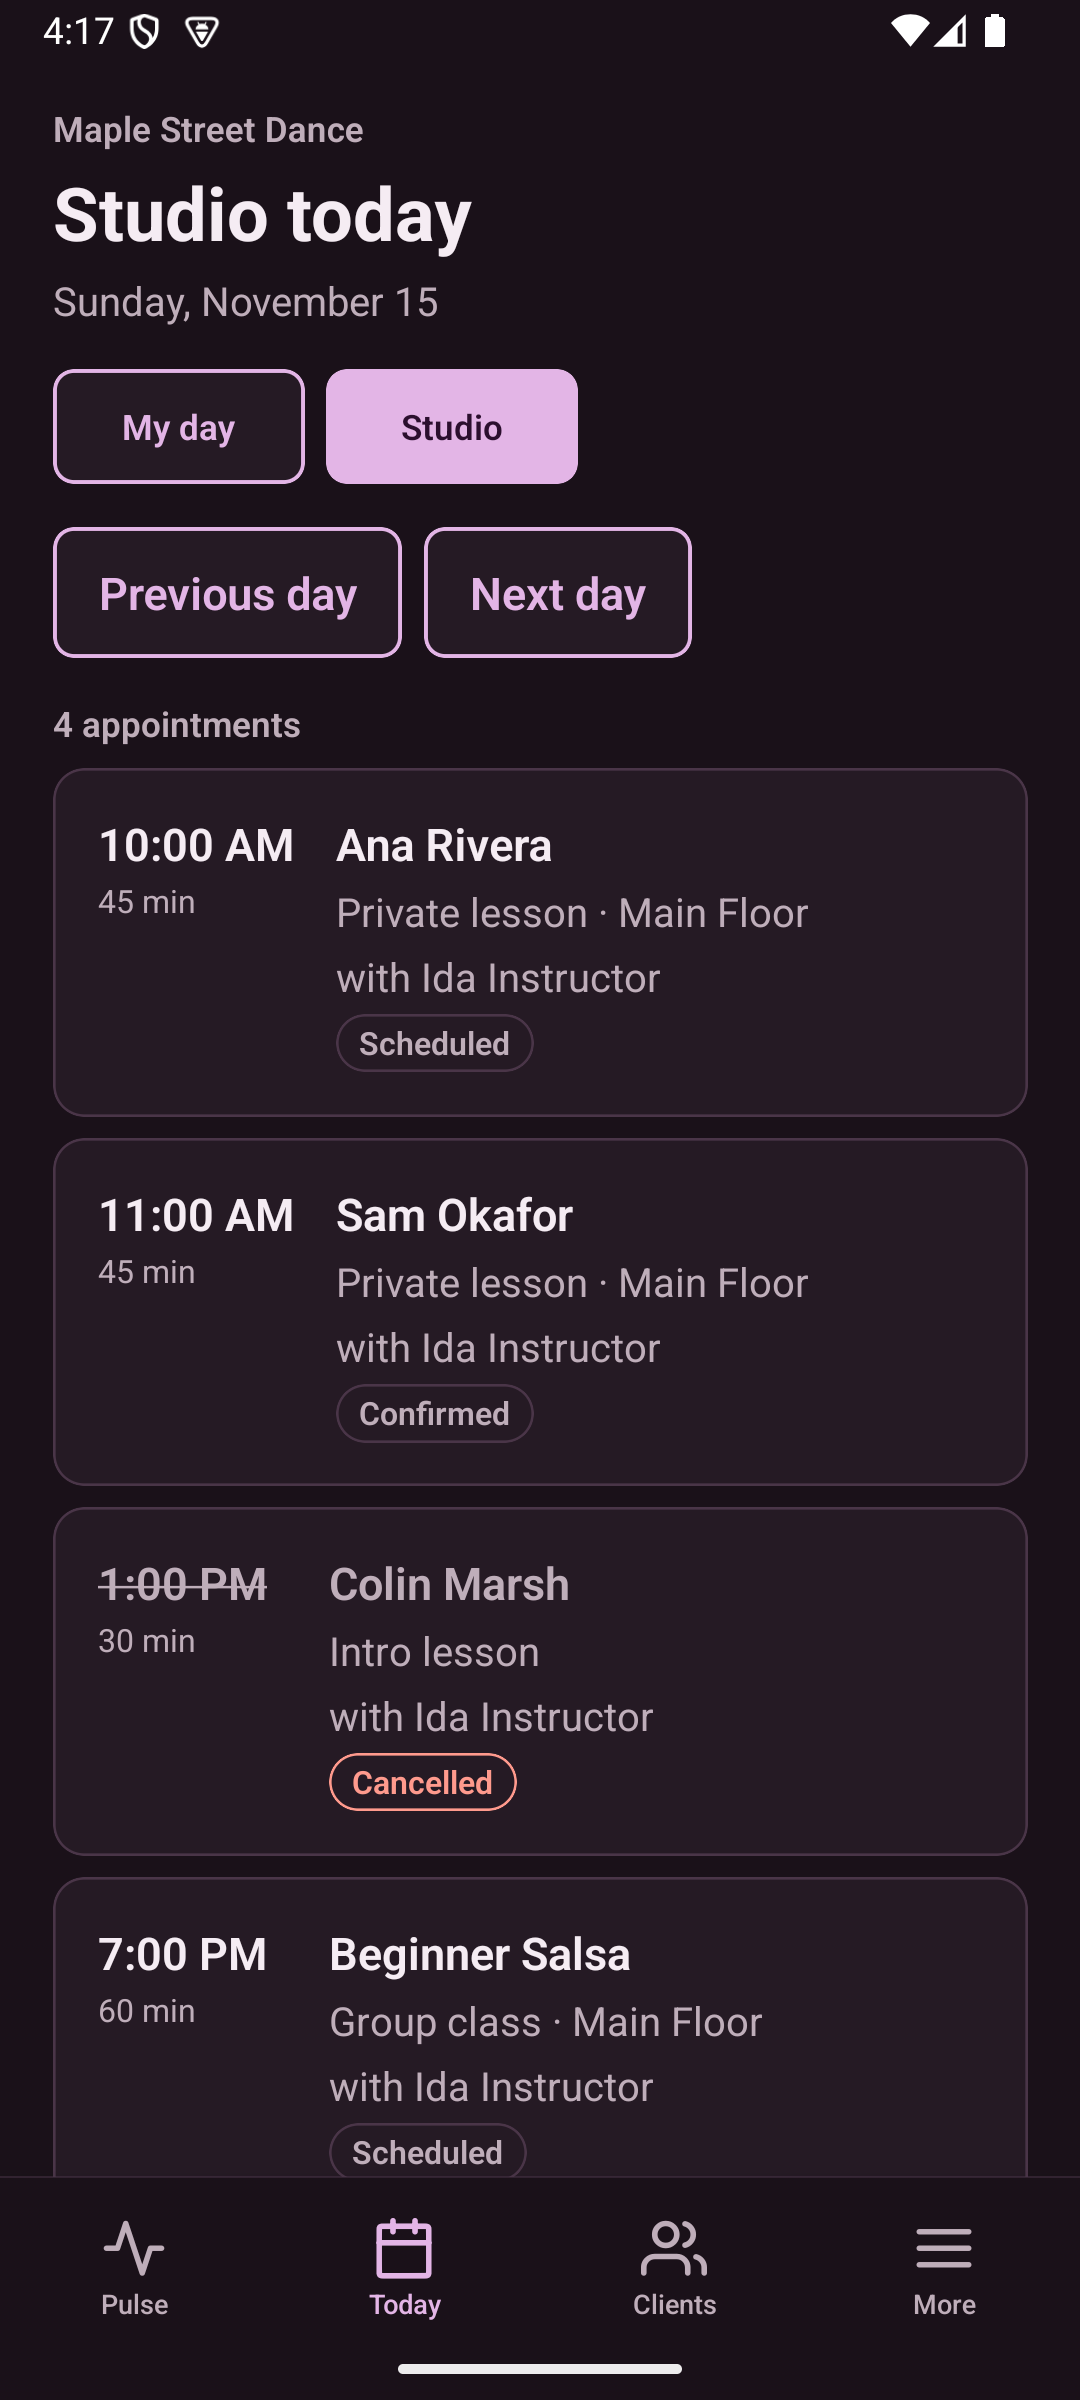 4:17
Maple Street Dance
Studio today
Sunday, November 15
My day
Studio
Previous day
Next day
4 appointments
10:00 AM
45 min
Ana Rivera
Private lesson · Main Floor
with Ida Instructor
Scheduled
11:00 AM
45 min
Sam Okafor
Private lesson · Main Floor
with Ida Instructor
Confirmed
1:00 PM
30 min
Colin Marsh
Intro lesson
with Ida Instructor
Cancelled
7:00 PM
60 min
Beginner Salsa
Group class · Main Floor
with Ida Instructor
Scheduled
Pulse
Today
Clients
More